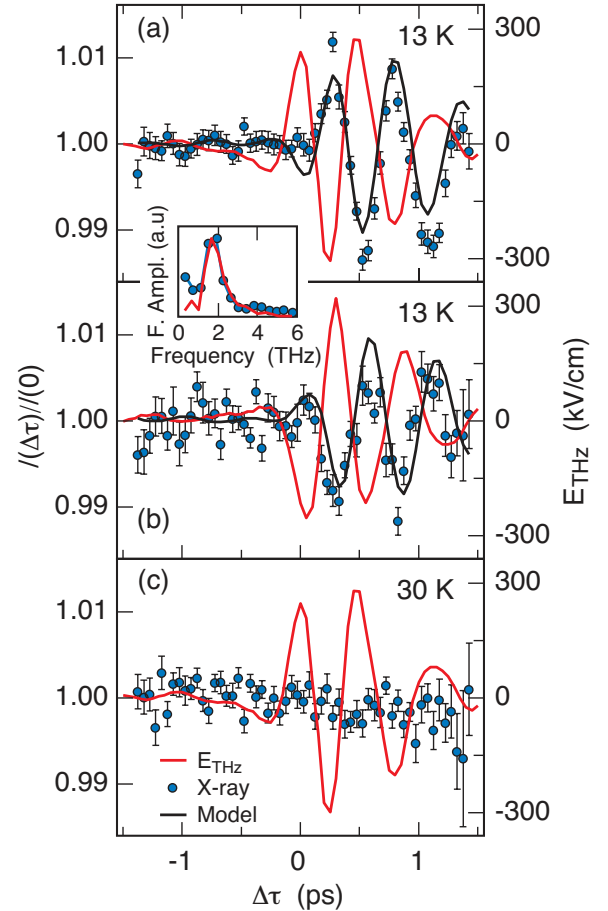 (a)
13 K
1.01
1.00
0.99
300
0
-300
F. Ampl. (a.u)
0 2 4 6
Frequency (THz)
(b)
13 K
1.01
1.00
0.99
300
0
-300
I(Δτ)/I(0)
E_THz (kV/cm)
(c)
30 K
1.01
1.00
0.99
300
0
-300
E_THz
X-ray
Model
-1 0 1
Δτ (ps)